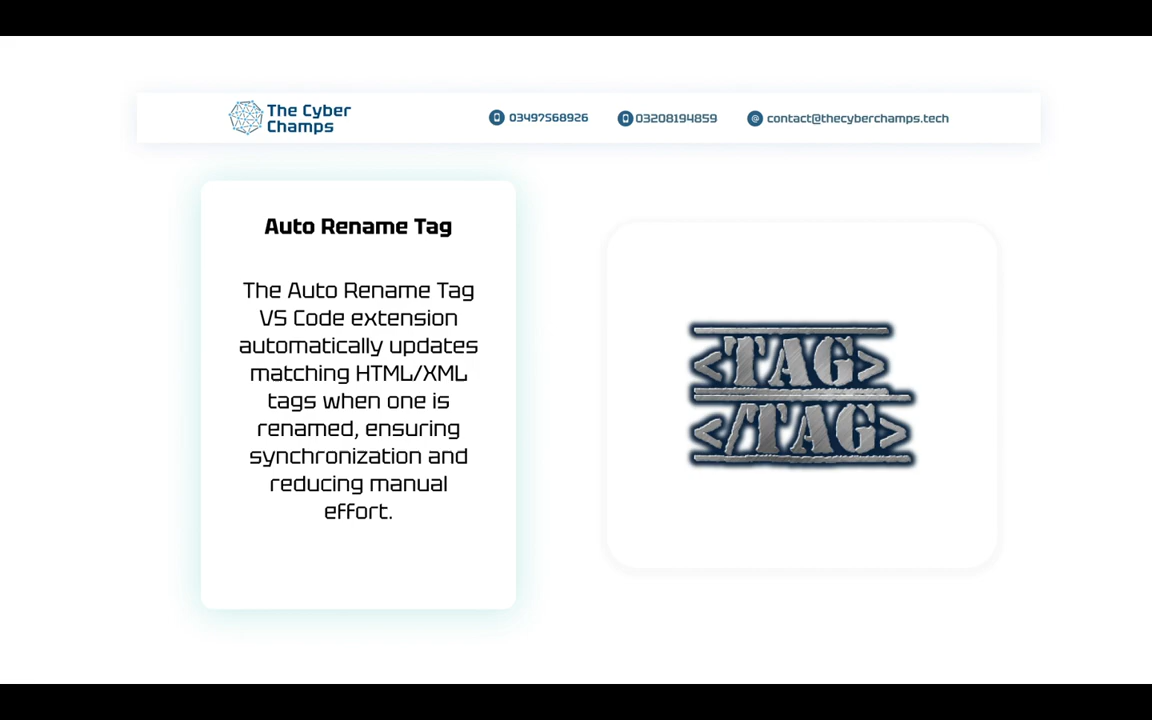 The Cyber
Champs
03497568926
03208194859
contact@thecyberchamps.tech
Auto Rename Tag
The Auto Rename Tag
VS Code extension
automatically updates
matching HTML/XML
tags when one is
renamed, ensuring
synchronization and
reducing manual
effort.
<TAG>
</TAG>